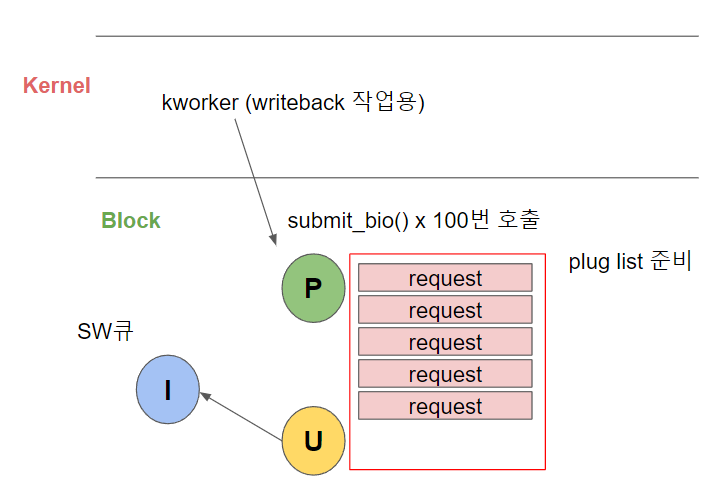 Kernel
kworker (writeback 작업용)
Block
submit_bio() x 100번 호출
plug list 준비
P
request
request
request
request
request
SW큐
I
U